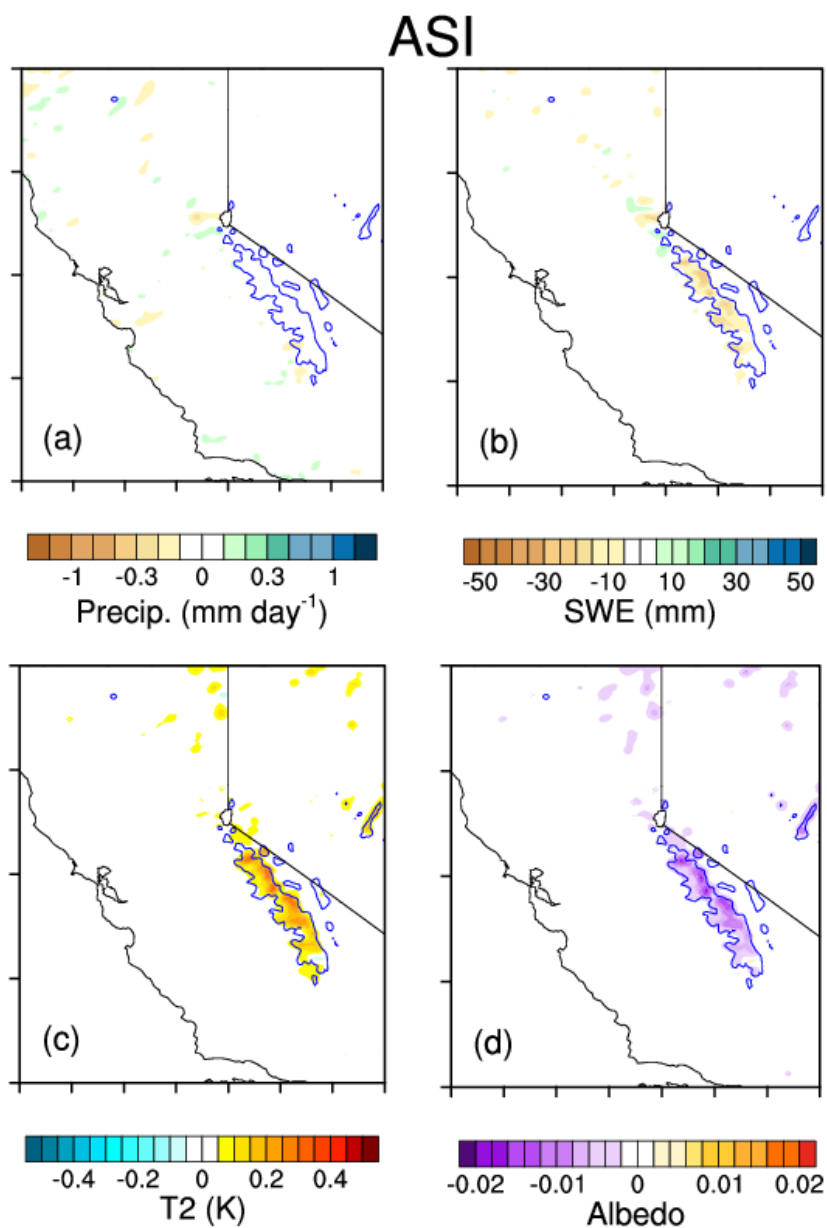 ASI
(a)
(b)
-1 -0.3 0 0.3 1
Precip. (mm day-1)
-50 -30 -10 10 30 50
SWE (mm)
(c)
(d)
-0.4 -0.2 0 0.2 0.4
T2 (K)
-0.02 -0.01 0 0.01 0.02
Albedo